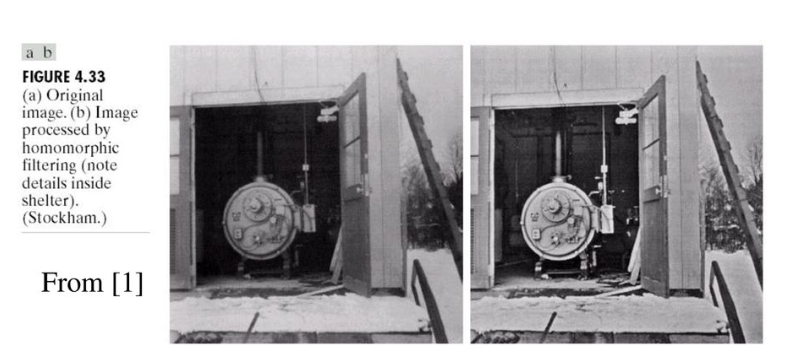 a b
FIGURE 4.33
(a) Original
image. (b) Image
processed by
homomorphic
filtering (note
details inside
shelter).
(Stockham.)
From [1]